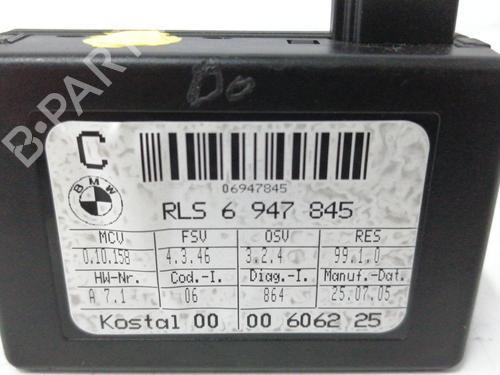 B-PARTS
Do
C
06947845
BMW
RLS 6 947 845
MCV FSV OSV RES
0.10.158 4.3.46 3.2.4 99.1.0
HW-Nr. Cod.-I. Diag.-I. Manuf.-Dat.
A 7.1 06 864 25.07.05
Kostal 00 00 6062 25